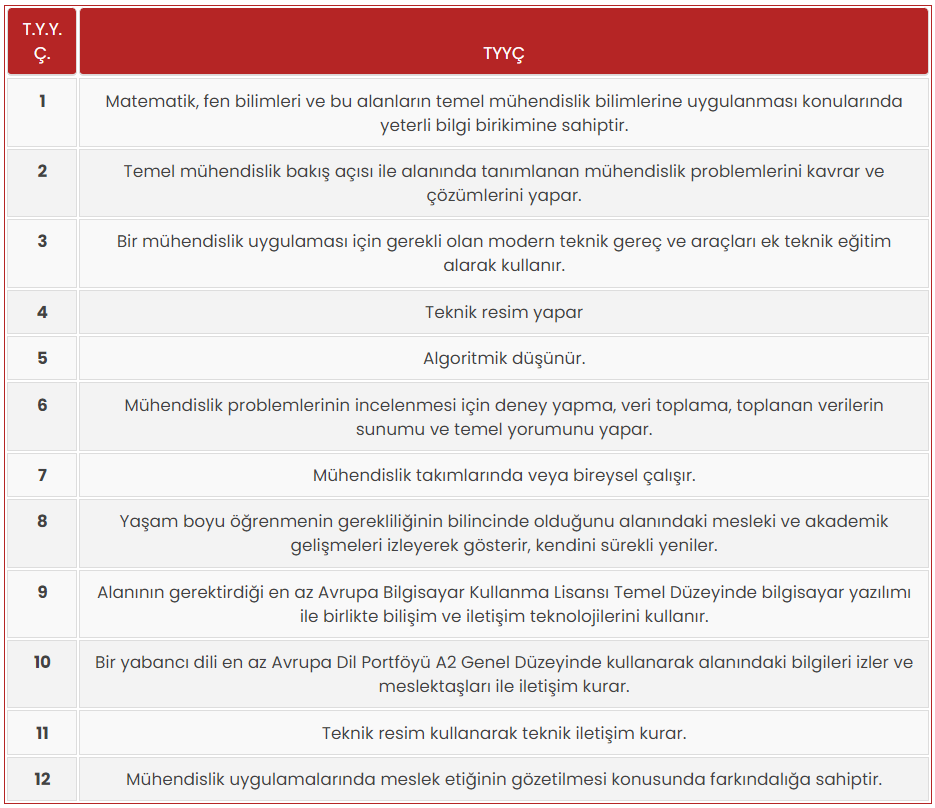 T.Y.Y.
Ç.
TYYÇ
1
Matematik, fen bilimleri ve bu alanların temel mühendislik bilimlerine uygulanması konularında
yeterli bilgi birikimine sahiptir.
2
Temel mühendislik bakış açısı ile alanında tanımlanan mühendislik problemlerini kavrar ve
çözümlerini yapar.
3
Bir mühendislik uygulaması için gerekli olan modern teknik gereç ve araçları ek teknik eğitim
alarak kullanır.
4
Teknik resim yapar
5
Algoritmik düşünür.
6
Mühendislik problemlerinin incelenmesi için deney yapma, veri toplama, toplanan verilerin
sunumu ve temel yorumunu yapar.
7
Mühendislik takımlarında veya bireysel çalışır.
8
Yaşam boyu öğrenmenin gerekliliğinin bilincinde olduğunu alanındaki mesleki ve akademik
gelişmeleri izleyerek gösterir, kendini sürekli yeniler.
9
Alanının gerektirdiği en az Avrupa Bilgisayar Kullanma Lisansı Temel Düzeyinde bilgisayar yazılımı
ile birlikte bilişim ve iletişim teknolojilerini kullanır.
10
Bir yabancı dili en az Avrupa Dil Portföyü A2 Genel Düzeyinde kullanarak alanındaki bilgileri izler ve
meslektaşları ile iletişim kurar.
11
Teknik resim kullanarak teknik iletişim kurar.
12
Mühendislik uygulamalarında meslek etiğinin gözetilmesi konusunda farkındalığa sahiptir.